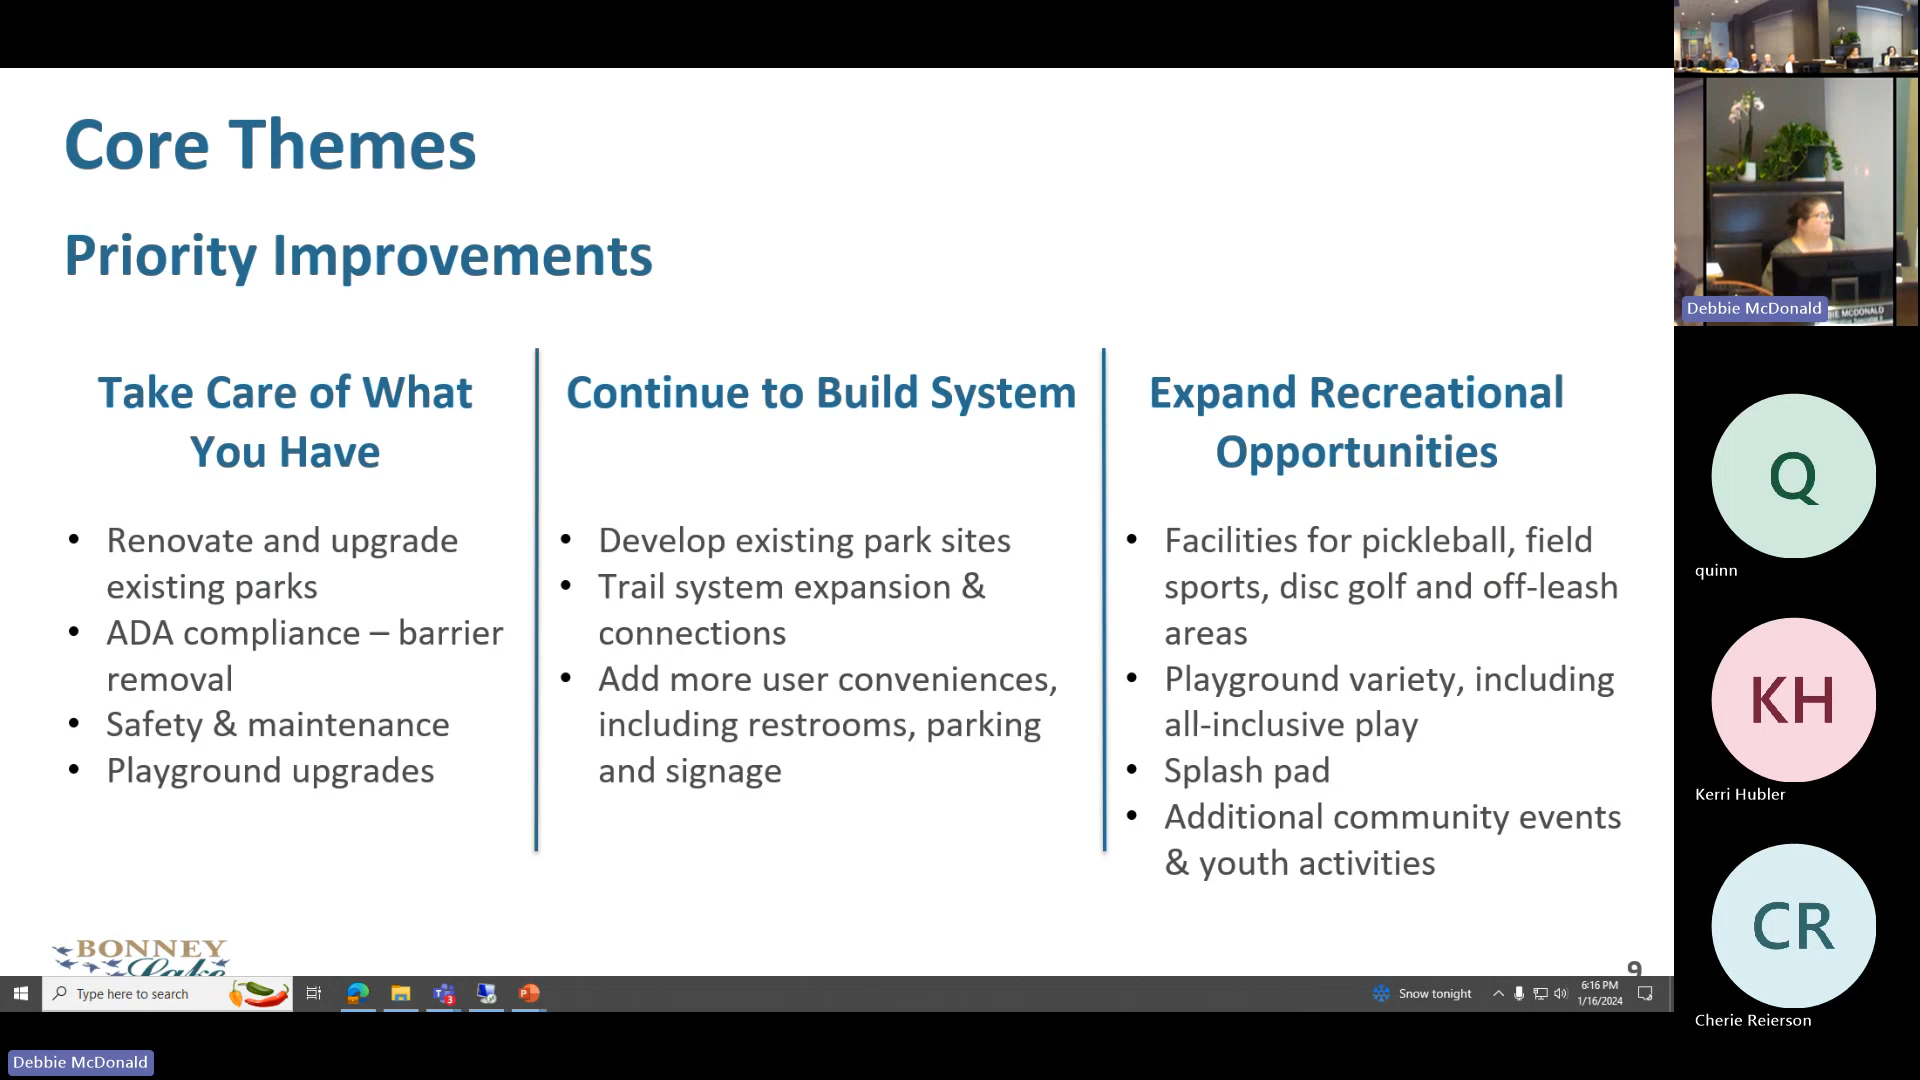 Core Themes
Priority Improvements
Take Care of What
You Have
• Renovate and upgrade
existing parks
• ADA compliance – barrier
removal
• Safety & maintenance
• Playground upgrades
Continue to Build System
• Develop existing park sites
• Trail system expansion &
connections
• Add more user conveniences,
including restrooms, parking
and signage
Expand Recreational
Opportunities
• Facilities for pickleball, field
sports, disc golf and off-leash
areas
• Playground variety, including
all-inclusive play
• Splash pad
• Additional community events
& youth activities
BONNEY
Lake
9
Type here to search
Snow tonight
6:16 PM
1/16/2024
Debbie McDonald
Debbie McDonald
MCDONALD
Q
quinn
KH
Kerri Hubler
CR
Cherie Reierson